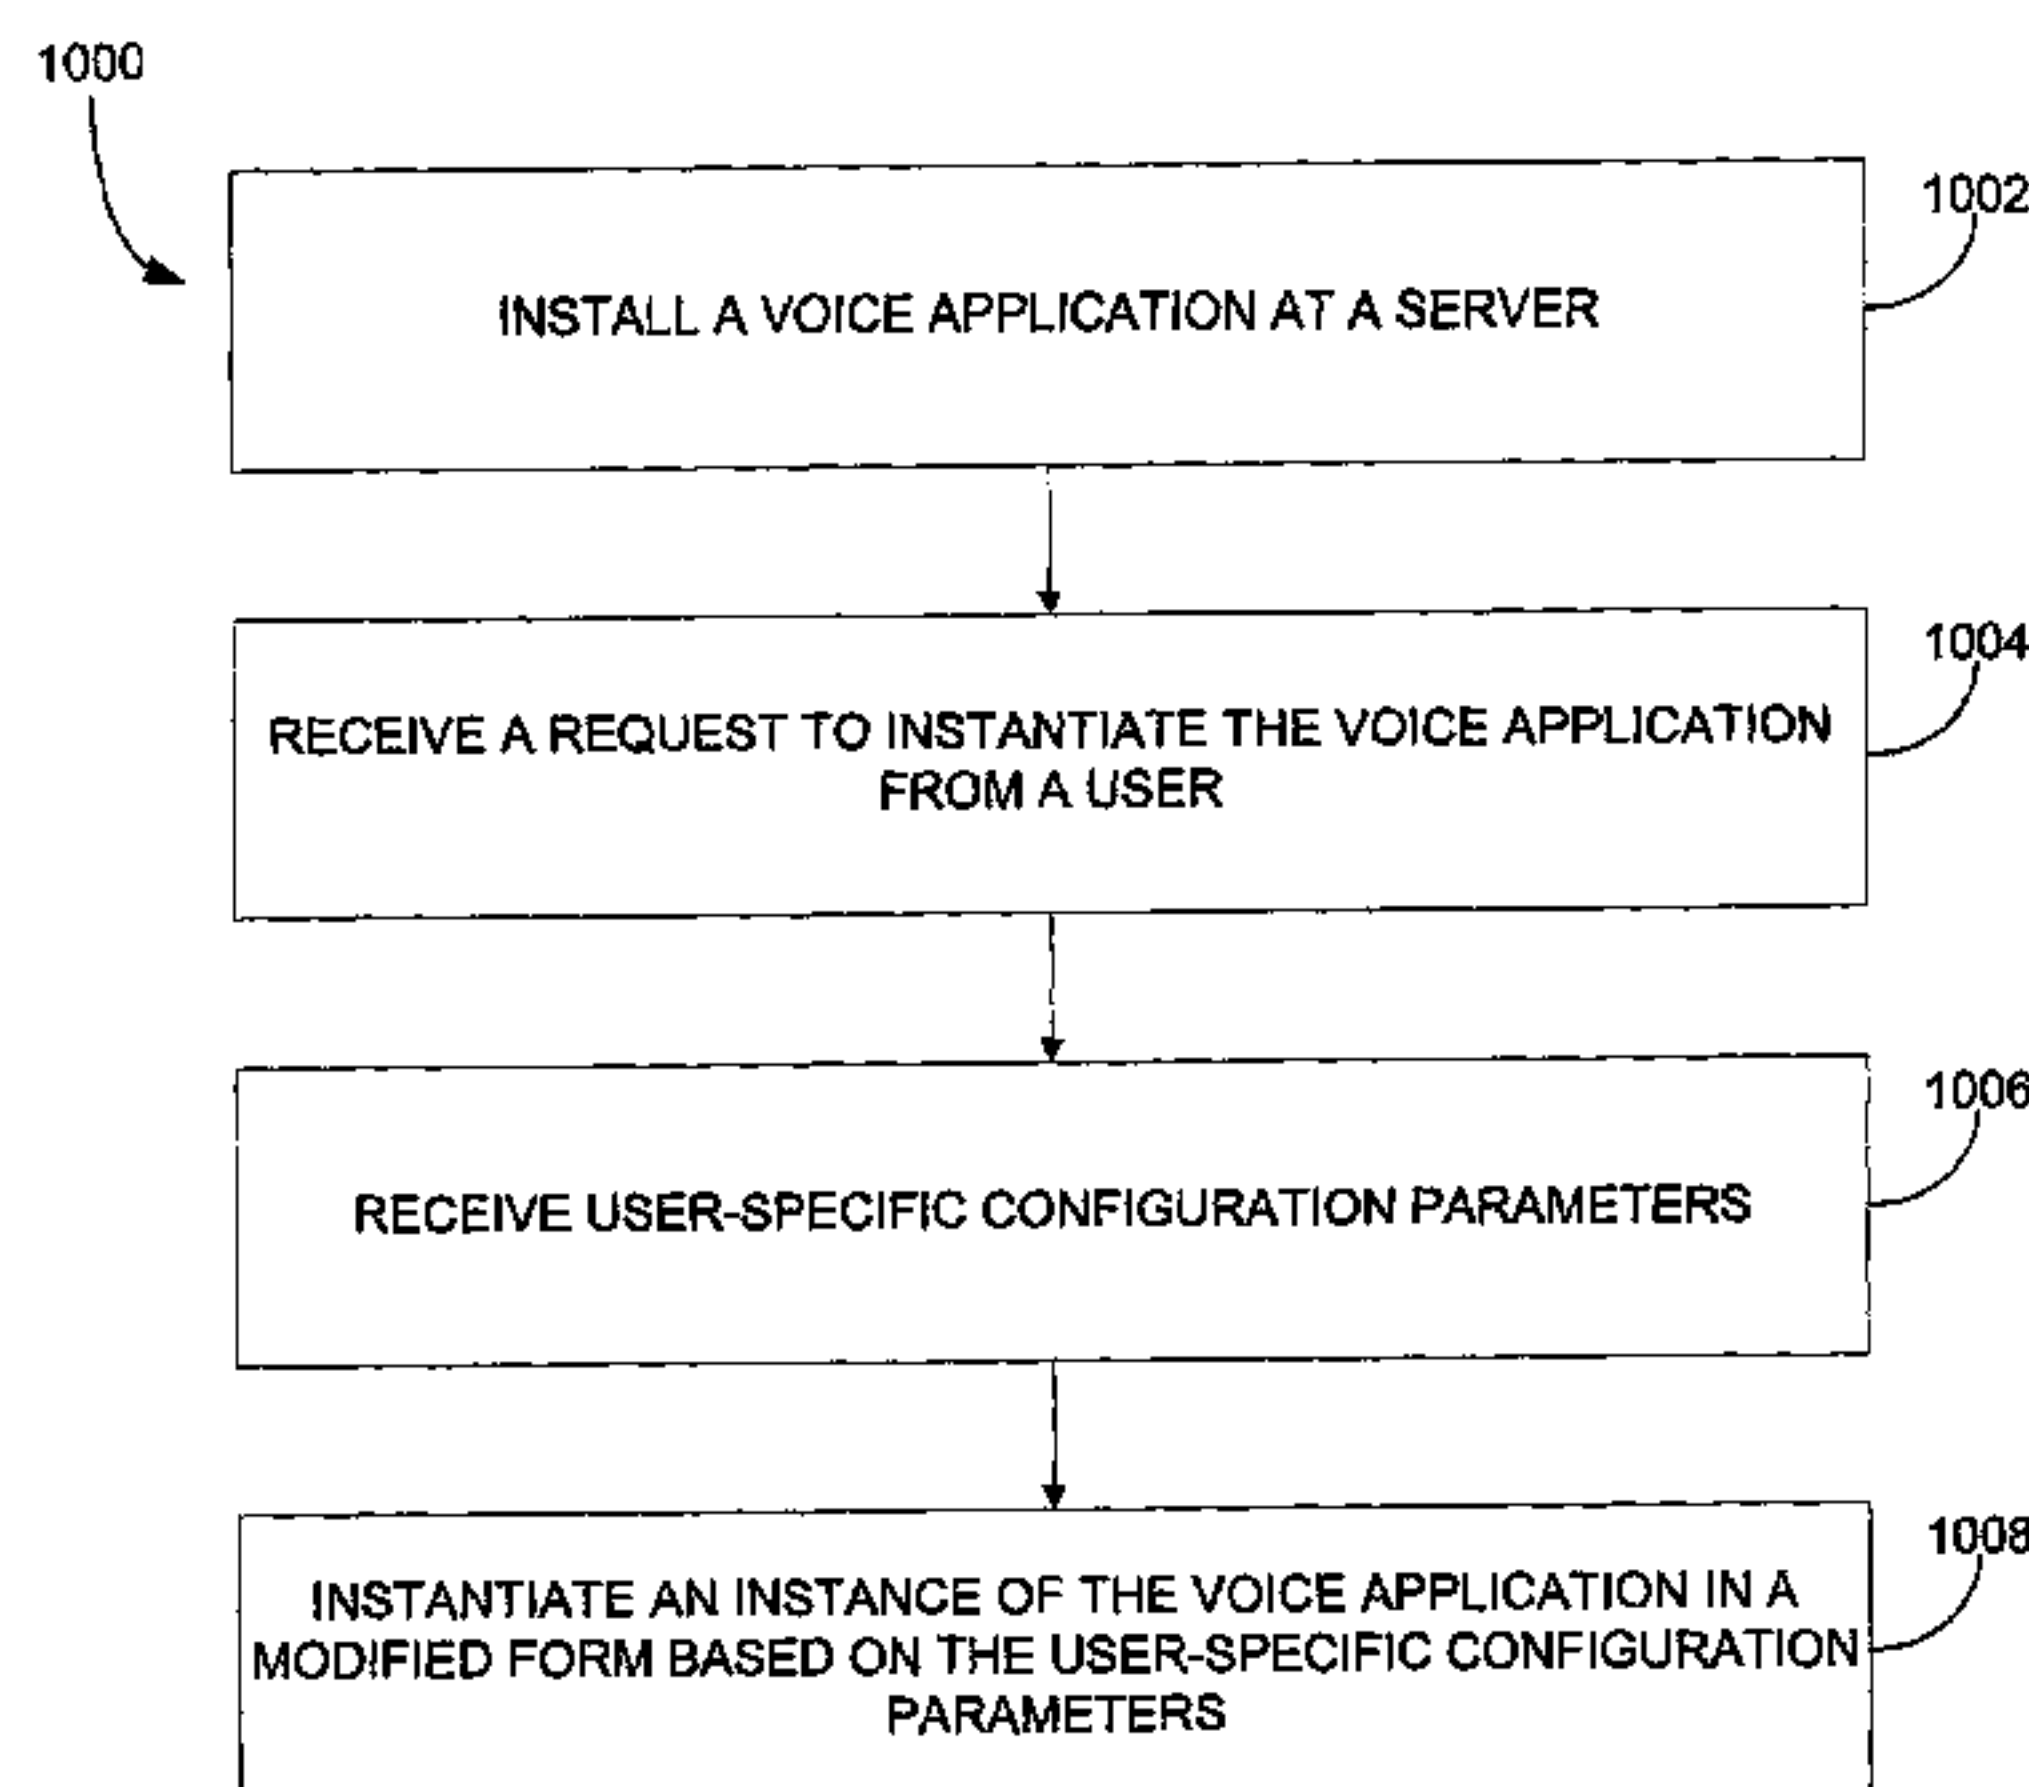 1000
1002
INSTALL A VOICE APPLICATION AT A SERVER
1004
RECEIVE A REQUEST TO INSTANTIATE THE VOICE APPLICATION
FROM A USER
1006
RECEIVE USER-SPECIFIC CONFIGURATION PARAMETERS
1008
INSTANTIATE AN INSTANCE OF THE VOICE APPLICATION IN A
MODIFIED FORM BASED ON THE USER-SPECIFIC CONFIGURATION
PARAMETERS